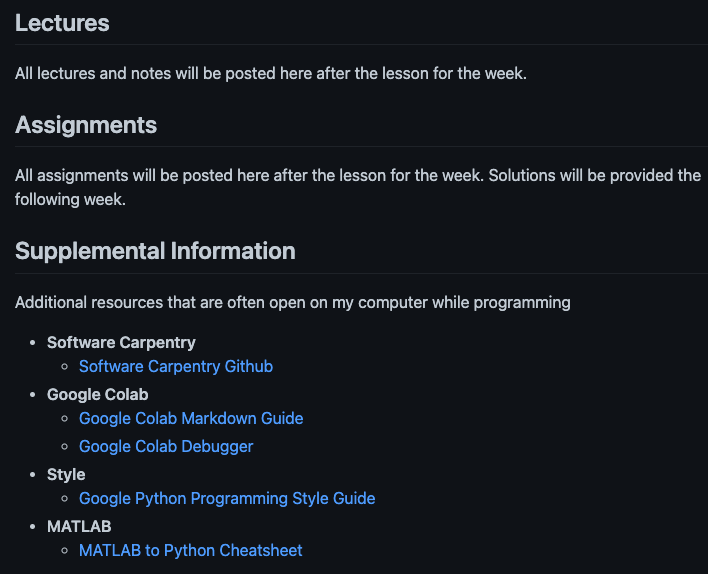 Lectures
All lectures and notes will be posted here after the lesson for the week.
Assignments
All assignments will be posted here after the lesson for the week. Solutions will be provided the
following week.
Supplemental Information
Additional resources that are often open on my computer while programming
Software Carpentry
Software Carpentry Github
Google Colab
Google Colab Markdown Guide
Google Colab Debugger
Style
Google Python Programming Style Guide
MATLAB
MATLAB to Python Cheatsheet